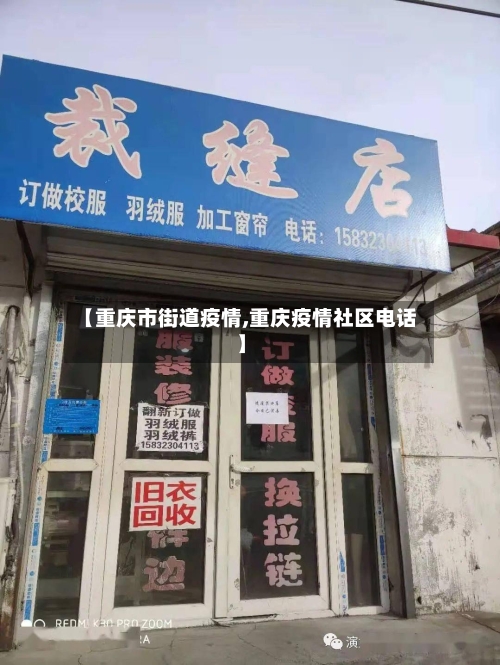 裁缝店
订做校服 羽绒服 加工窗帘 电话：15832304113
【重庆市街道疫情,重庆疫情社区电话
】
服装修
翻新订做
羽绒服
羽绒裤
15832304113
旧衣
回收
边
订做
服
换拉链
REDMI K30 PRO ZOOM
演